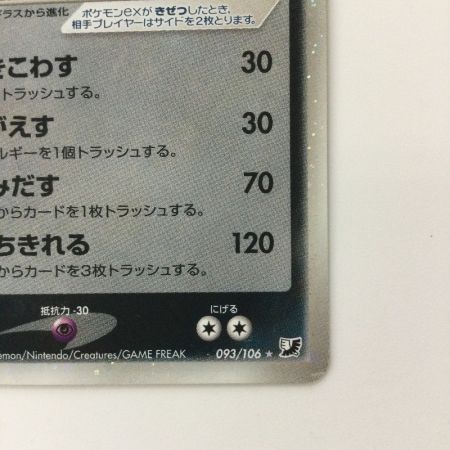 ドラスから進化
ポケモンexが きぜつしたとき、
相手プレイヤーはサイドを2枚とります。
きこわす 30
トラッシュする。
がえす 30
ルギーを1個トラッシュする。
みだす 70
からカードを1枚トラッシュする。
ちきれる 120
からカードを3枚トラッシュする。
抵抗力 -30 にげる
emon/Nintendo/Creatures/GAME FREAK 093/106 ★